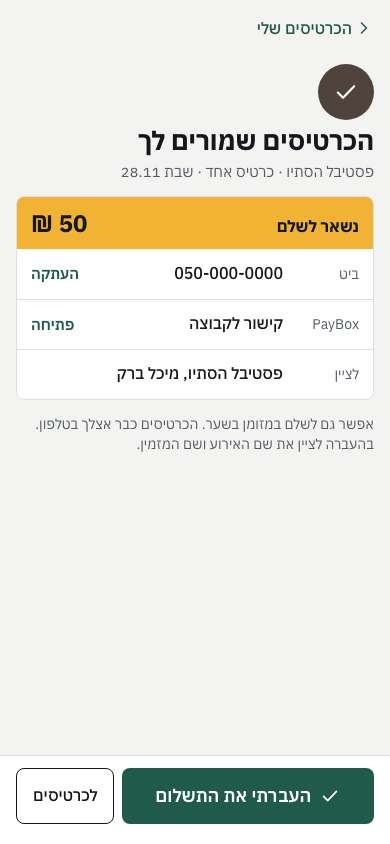 הכרטיסים שלי
הכרטיסים שמורים לך
פסטיבל הסתיו · כרטיס אחד · שבת 28.11
נשאר לשלם 50 ₪
ביט 050-000-0000 העתקה
PayBox קישור לקבוצה פתיחה
לציין פסטיבל הסתיו, מיכל ברק
אפשר גם לשלם במזומן בשער. הכרטיסים כבר אצלך בטלפון.
בהעברה כדאי לציין את שם האירוע ושם המזמין.
העברתי את התשלום
לכרטיסים